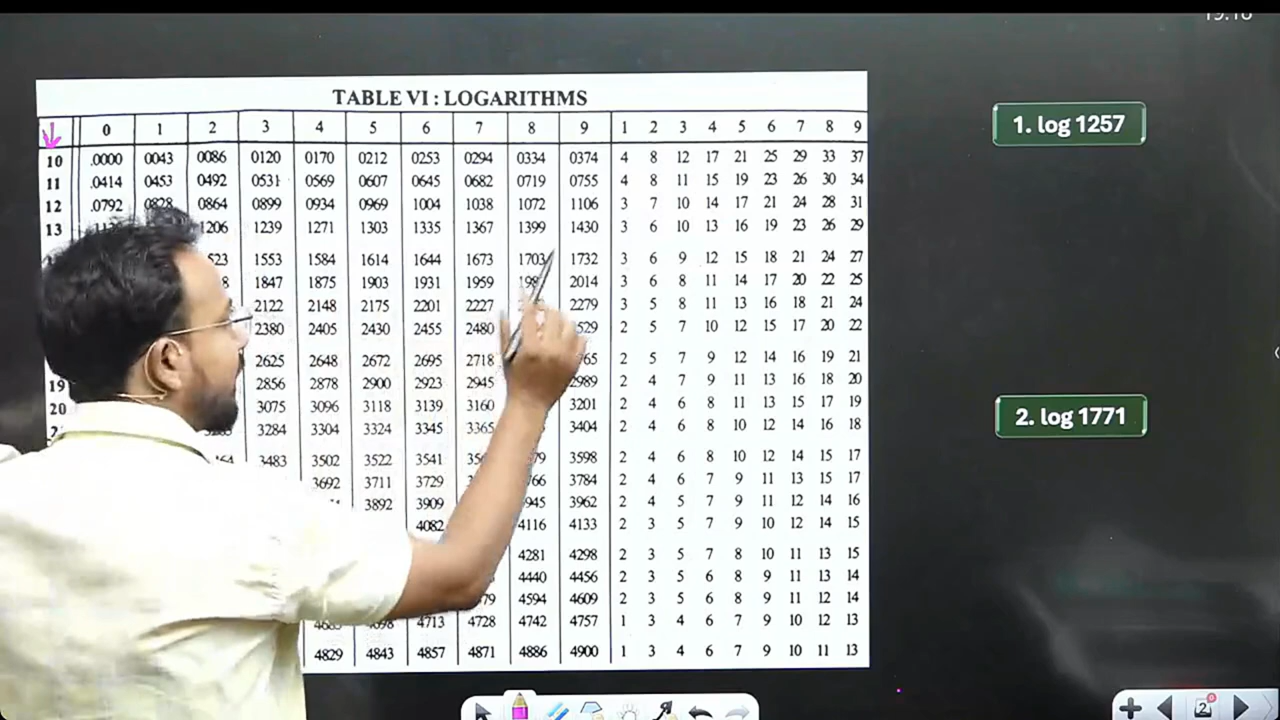 19:16
TABLE VI : LOGARITHMS
0 1 2 3 4 5 6 7 8 9 1 2 3 4 5 6 7 8 9
10 .0000 0043 0086 0120 0170 0212 0253 0294 0334 0374 4 8 12 17 21 25 29 33 37
11 .0414 0453 0492 0531 0569 0607 0645 0682 0719 0755 4 8 11 15 19 23 26 30 34
12 .0792 0828 0864 0899 0934 0969 1004 1038 1072 1106 3 7 10 14 17 21 24 28 31
13 1206 1239 1271 1303 1335 1367 1399 1430 3 6 10 13 16 19 23 26 29
1553 1584 1614 1644 1673 1703 1732 3 6 9 12 15 18 21 24 27
1847 1875 1903 1931 1959 2014 3 6 8 11 14 17 20 22 25
2122 2148 2175 2201 2227 2279 3 5 8 11 13 16 18 21 24
2380 2405 2430 2455 2480 2 5 7 10 12 15 17 20 22
2625 2648 2672 2695 2718 2 5 7 9 12 14 16 19 21
19 2856 2878 2900 2923 2945 2989 2 4 7 9 11 13 16 18 20
20 3075 3096 3118 3139 3160 3201 2 4 6 8 11 13 15 17 19
3284 3304 3324 3345 3365 3404 2 4 6 8 10 12 14 16 18
3483 3502 3522 3541 3598 2 4 6 8 10 12 14 15 17
3692 3711 3729 3784 2 4 6 7 9 11 13 15 17
3892 3909 3962 2 4 5 7 9 11 12 14 16
4082 4116 4133 2 3 5 7 9 10 12 14 15
4281 4298 2 3 5 7 8 10 11 13 15
4440 4456 2 3 5 6 8 9 11 13 14
4594 4609 2 3 5 6 8 9 11 12 14
4713 4728 4742 4757 1 3 4 6 7 9 10 12 13
4829 4843 4857 4871 4886 4900 1 3 4 6 7 9 10 11 13
1. log 1257
2. log 1771
2